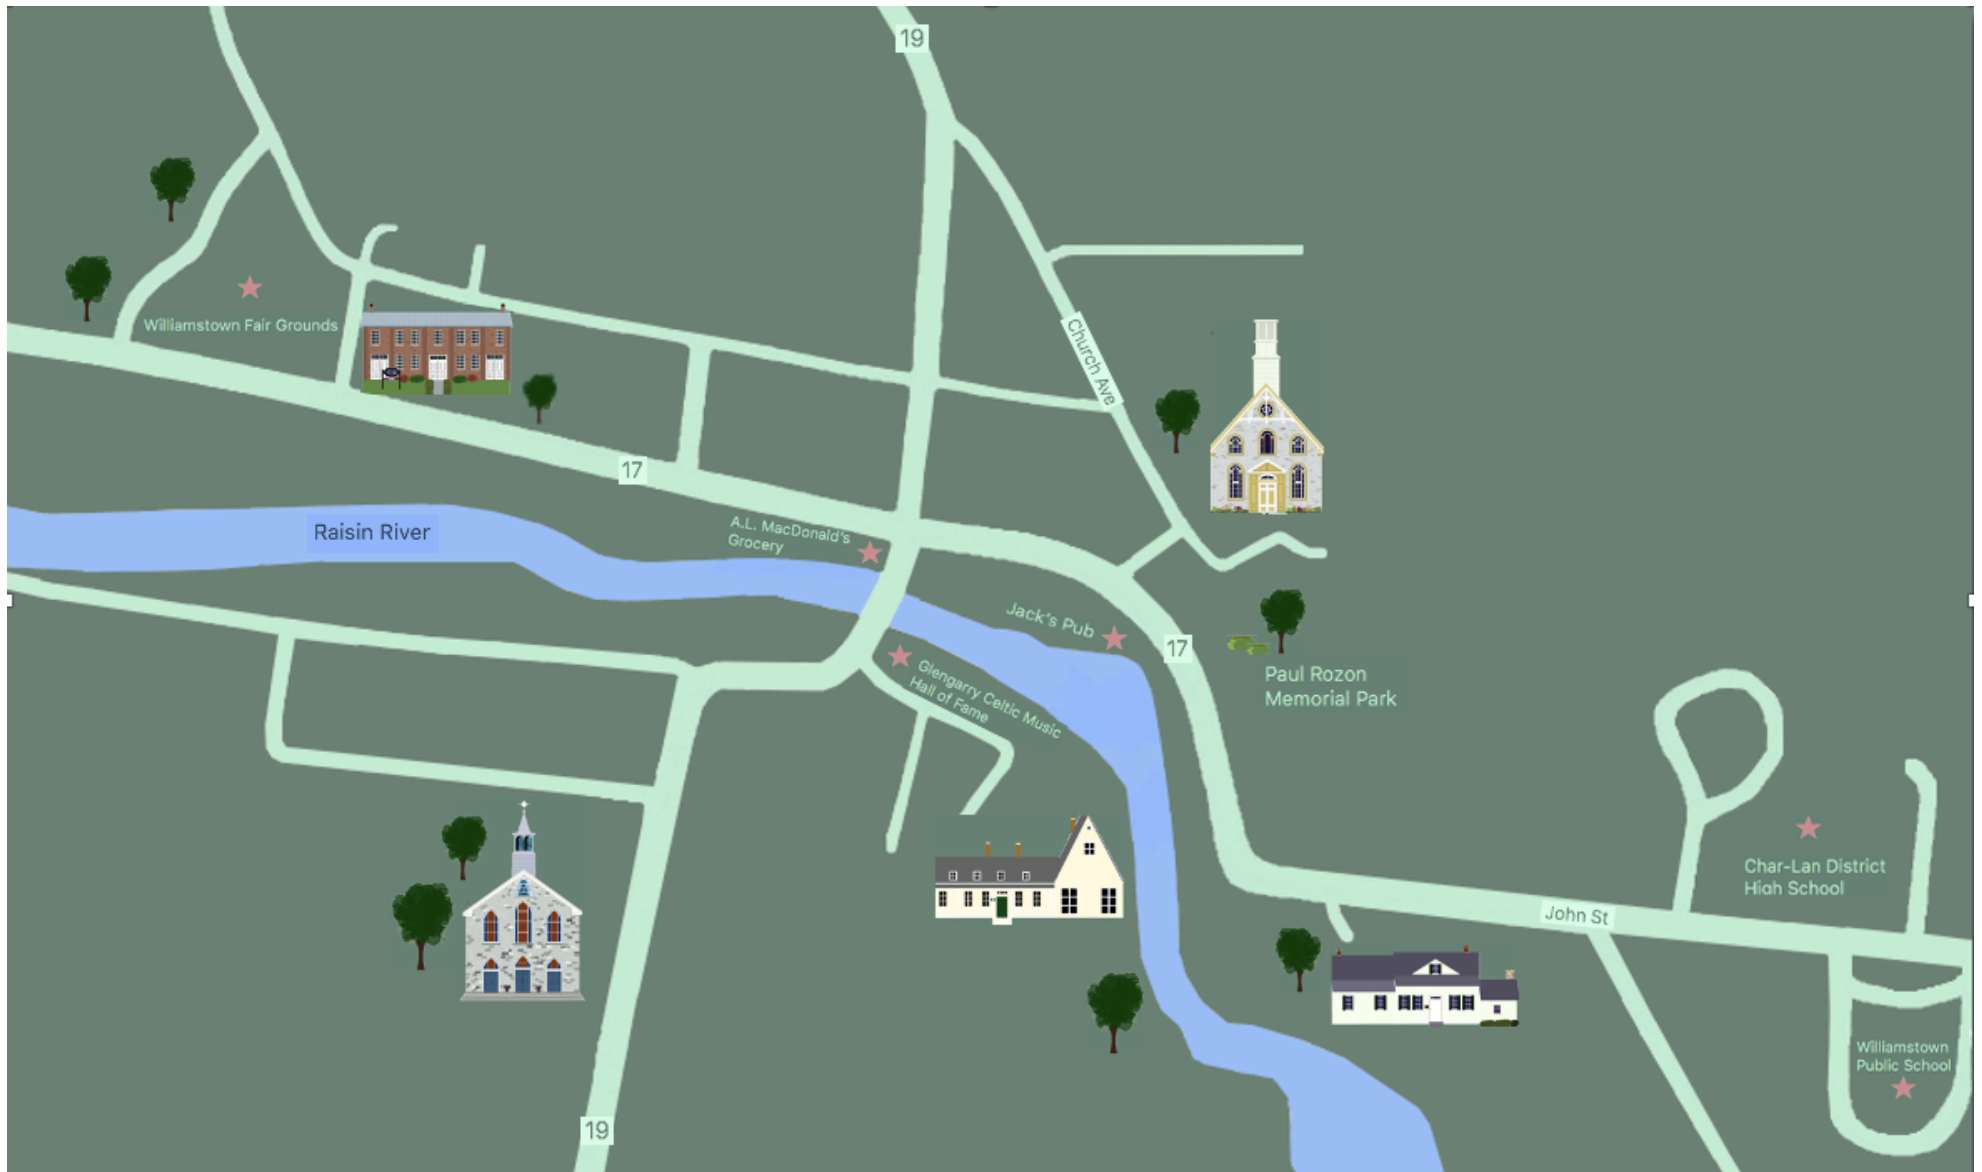 19
Williamstown Fair Grounds
Church Ave
17
Raisin River
A.L. MacDonald's
Grocery
Jack's Pub
17
Glengarry Celtic Music
Hall of Fame
Paul Rozon
Memorial Park
Char-Lan District
High School
John St
Williamstown
Public School
19